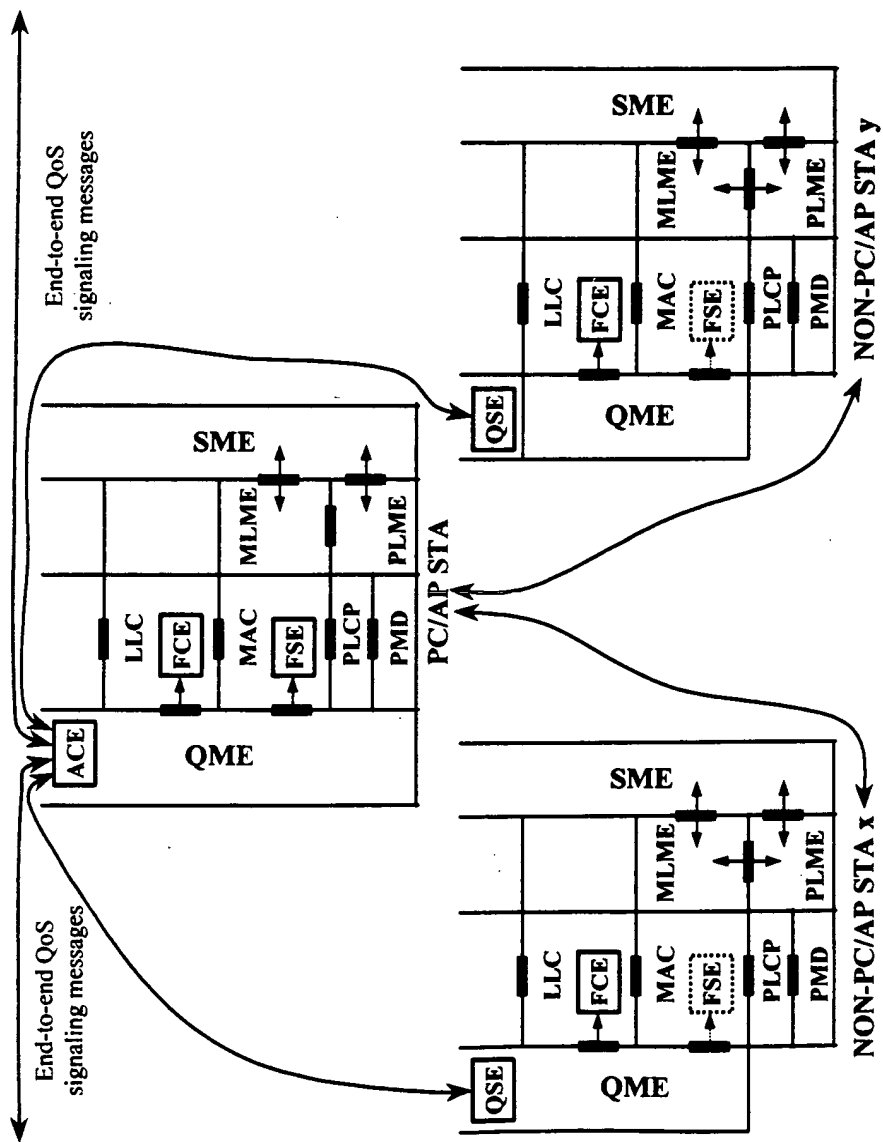 End-to-end QoS
signaling messages
End-to-end QoS
signaling messages
ACE
QME
LLC
FCE
MAC
FSE
PLCP
PMD
MLME
PLME
SME
PC/AP STA
QSE
QME
LLC
FCE
MAC
FSE
PLCP
PMD
MLME
PLME
SME
NON-PC/AP STA x
QSE
QME
LLC
FCE
MAC
FSE
PLCP
PMD
MLME
PLME
SME
NON-PC/AP STA y